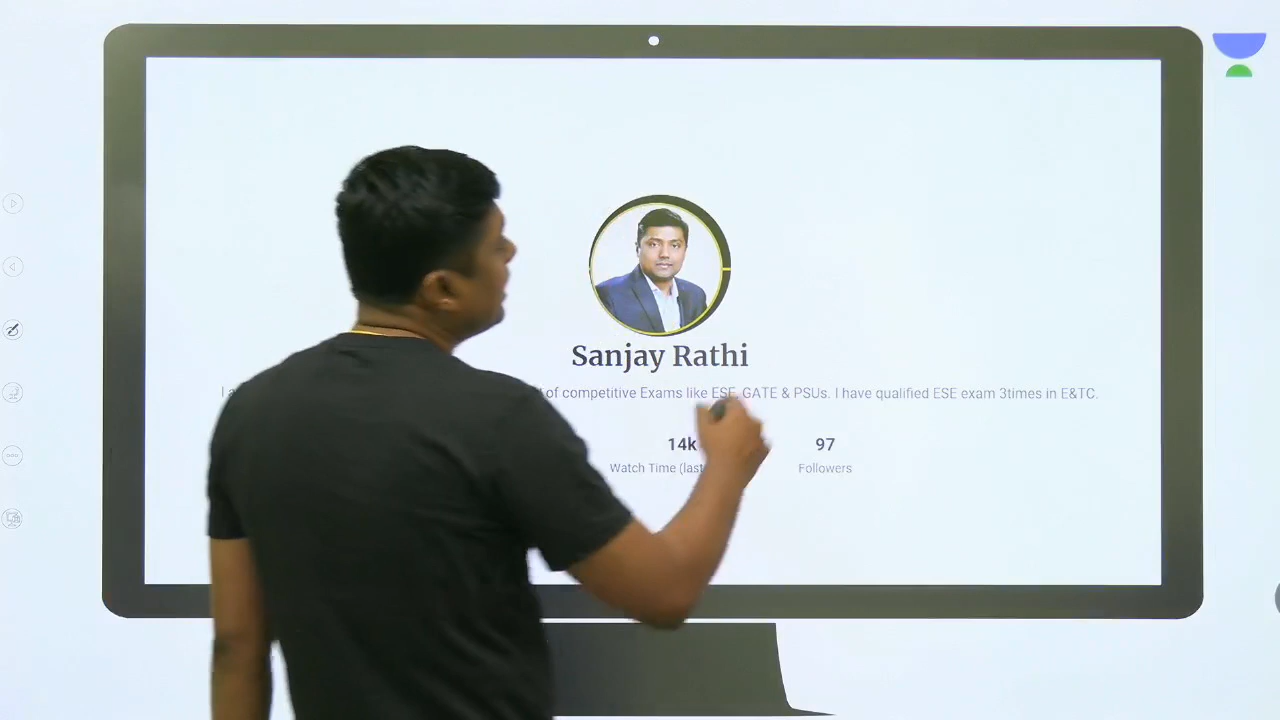 Sanjay Rathi
I of competitive Exams like ESE, GATE & PSUs. I have qualified ESE exam 3times in E&TC.
14k 97
Watch Time (last Followers